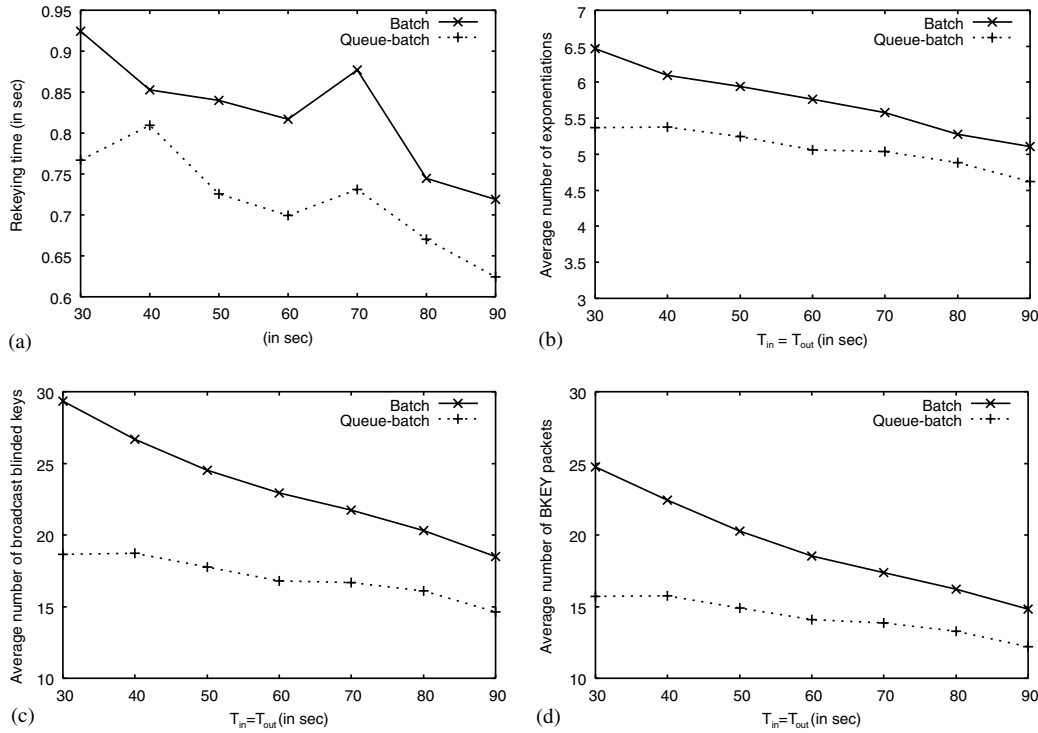 Batch
Queue-batch
Rekeying time (in sec)
0.95
0.9
0.85
0.8
0.75
0.7
0.65
0.6
30 40 50 60 70 80 90
(in sec)
(a)
Batch
Queue-batch
Average number of exponentiations
7
6.5
6
5.5
5
4.5
4
3.5
3
30 40 50 60 70 80 90
T_in = T_out (in sec)
(b)
Batch
Queue-batch
Average number of broadcast blinded keys
30
25
20
15
10
30 40 50 60 70 80 90
T_in=T_out (in sec)
(c)
Batch
Queue-batch
Average number of BKEY packets
30
25
20
15
10
30 40 50 60 70 80 90
T_in=T_out (in sec)
(d)